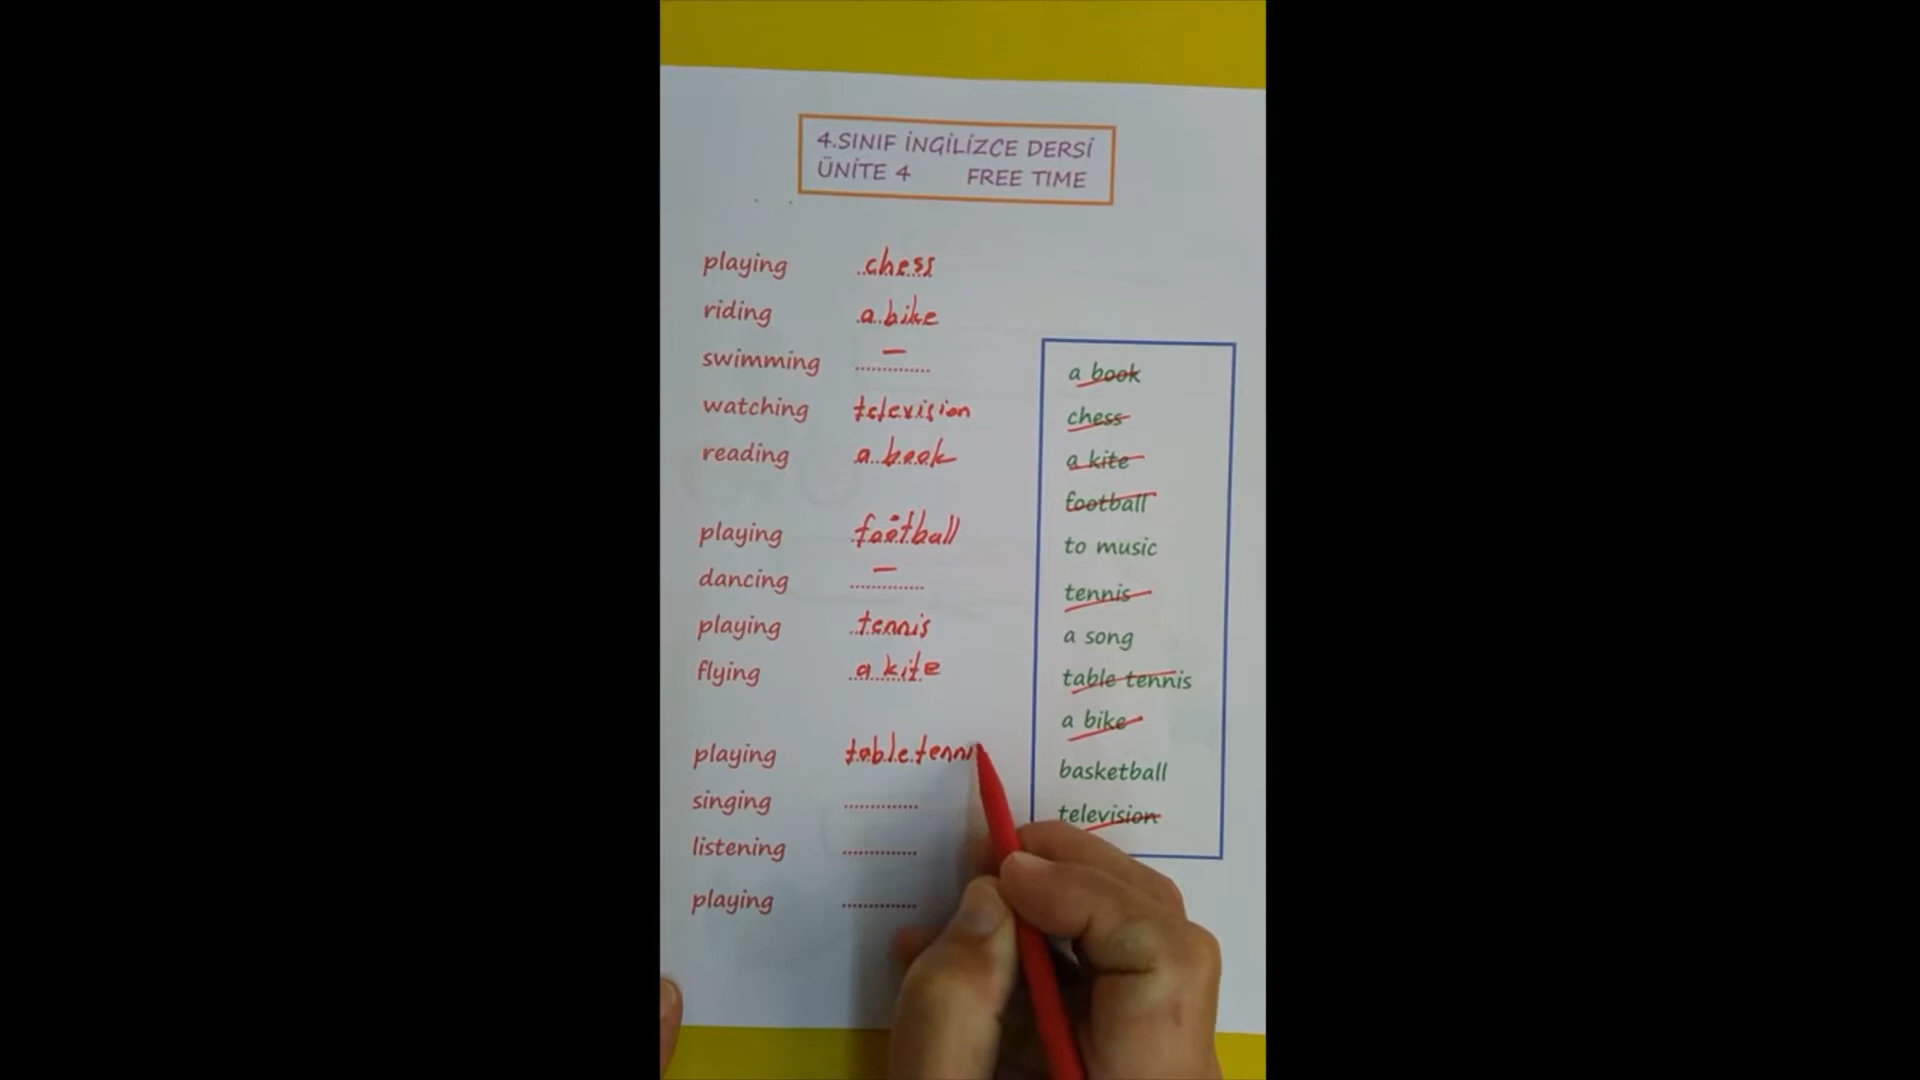 4.SINIF İNGİLİZCE DERSİ
ÜNİTE 4 FREE TIME
playing chess
riding a bike
swimming –
watching television
reading a book
playing football
dancing –
playing tennis
flying a kite
playing table tenni
singing ..............
listening ..............
playing ..............
a book
chess
a kite
football
to music
tennis
a song
table tennis
a bike
basketball
television